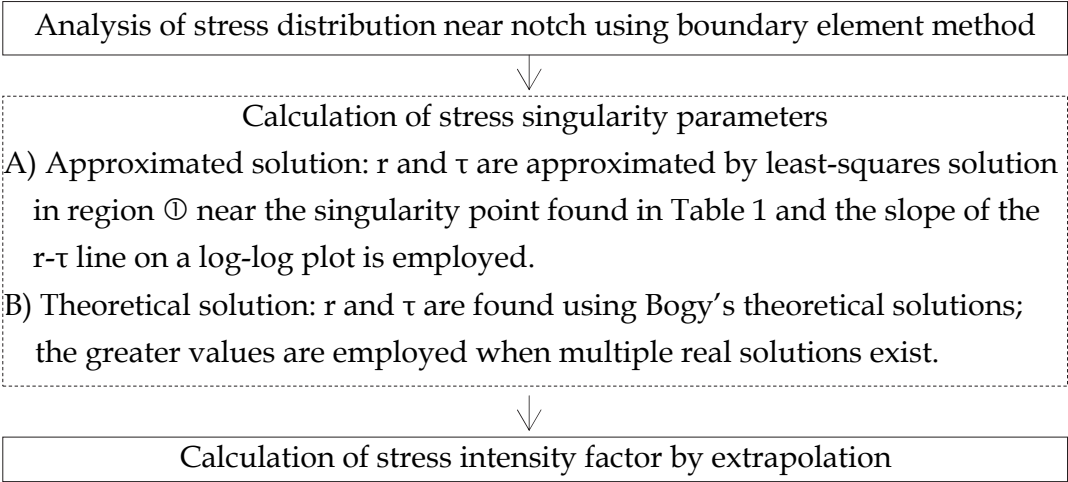 Analysis of stress distribution near notch using boundary element method
Calculation of stress singularity parameters
A) Approximated solution: r and τ are approximated by least-squares solution
in region ① near the singularity point found in Table 1 and the slope of the
r-τ line on a log-log plot is employed.
B) Theoretical solution: r and τ are found using Bogy’s theoretical solutions;
the greater values are employed when multiple real solutions exist.
Calculation of stress intensity factor by extrapolation